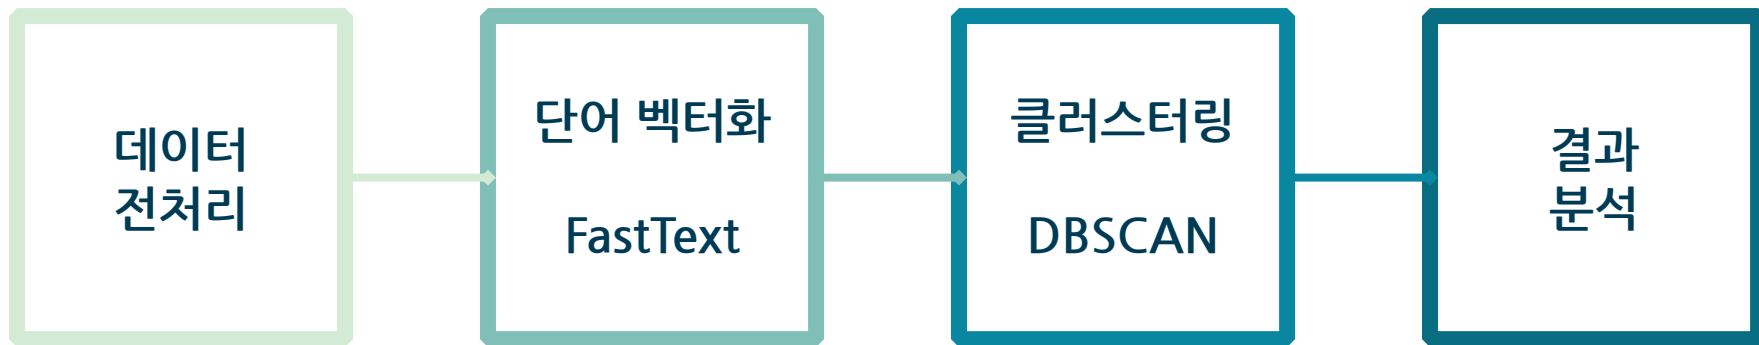 데이터
전처리
단어 벡터화
FastText
클러스터링
DBSCAN
결과
분석